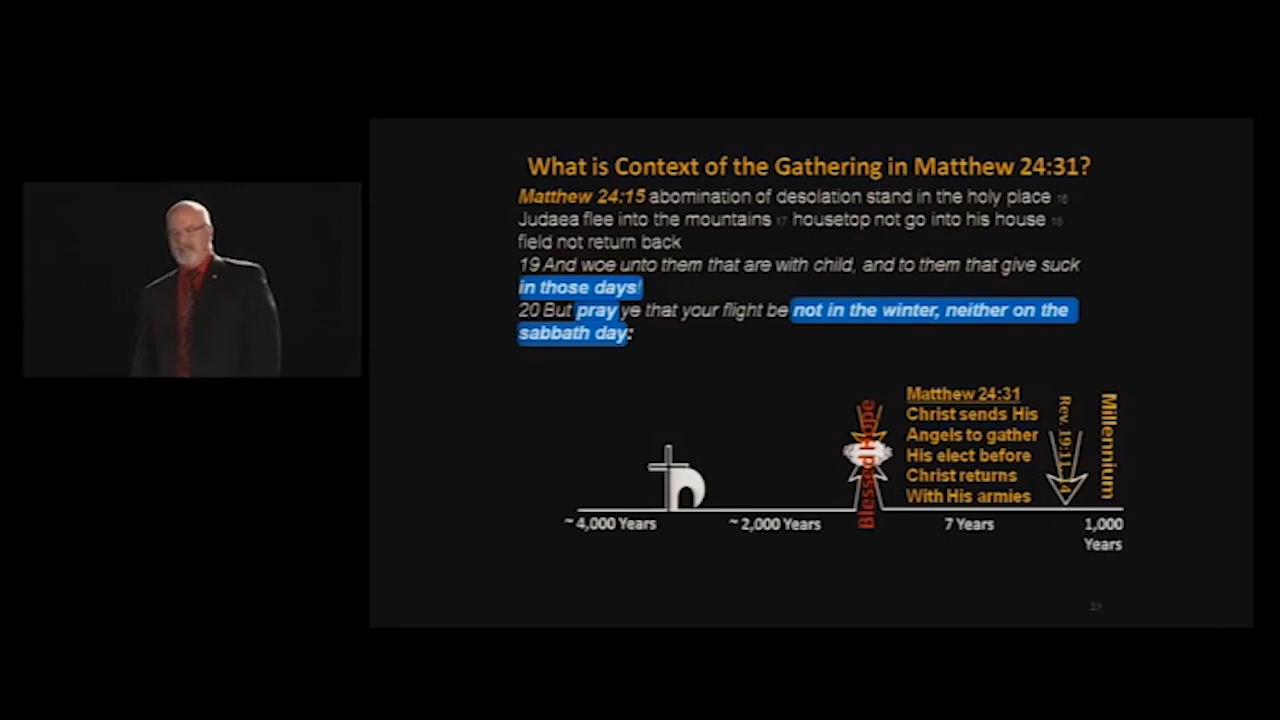 What is Context of the Gathering in Matthew 24:31?
Matthew 24:15 abomination of desolation stand in the holy place 16
Judaea flee into the mountains 17 housetop not go into his house 18
field not return back
19 And woe unto them that are with child, and to them that give suck
in those days!
20 But pray ye that your flight be not in the winter, neither on the
sabbath day:
Blessed Hope
Matthew 24:31
Christ sends His
Angels to gather
His elect before
Christ returns
With His armies
Rev. 19:11
Millennium
~ 4,000 Years
~ 2,000 Years
7 Years
1,000
Years